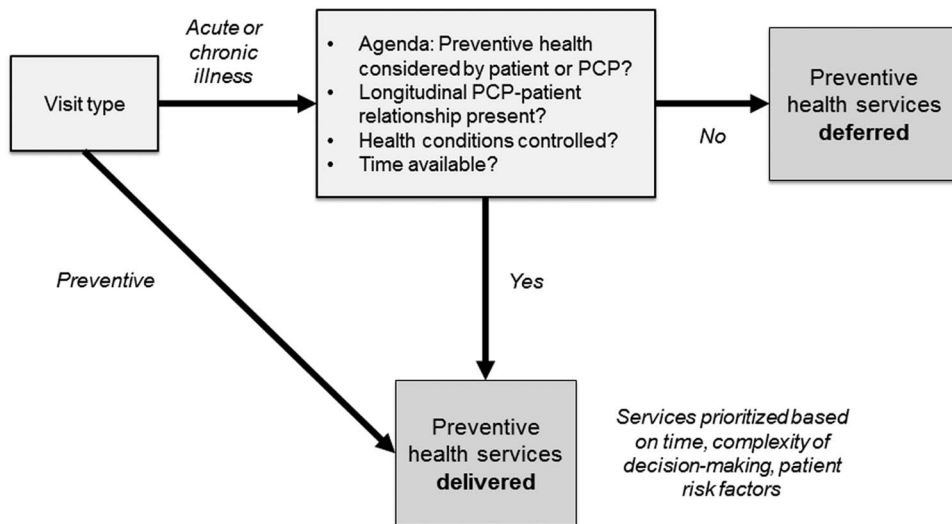 Visit type
Acute or
chronic
illness
• Agenda: Preventive health
considered by patient or PCP?
• Longitudinal PCP-patient
relationship present?
• Health conditions controlled?
• Time available?
No
Preventive
health services
deferred
Preventive
Yes
Preventive
health services
delivered
Services prioritized based
on time, complexity of
decision-making, patient
risk factors